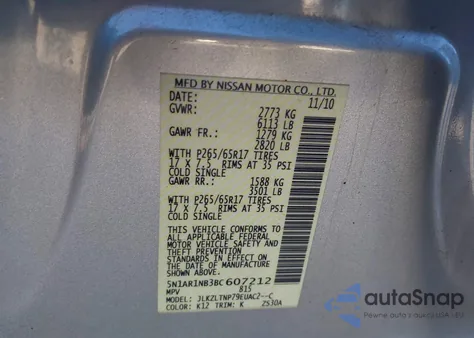 MFD BY NISSAN MOTOR CO., LTD.
DATE: 11/10
GVWR: 2773 KG
6113 LB
GAWR FR.: 1279 KG
2820 LB
WITH P265/65R17 TIRES
17 X 7.5 RIMS AT 35 PSI
COLD SINGLE
GAWR RR.: 1588 KG
3501 LB
WITH P265/65R17 TIRES
17 X 7.5 RIMS AT 35 PSI
COLD SINGLE
THIS VEHICLE CONFORMS TO
ALL APPLICABLE FEDERAL
MOTOR VEHICLE SAFETY AND
THEFT PREVENTION
STANDARDS IN EFFECT ON
THE DATE OF MANUFACTURE
SHOWN ABOVE.
5N1AR1NB3BC607212
MPV 815
MODEL: JLKZLTNP79EUAC2--C
COLOR: K12 TRIM: K ZS30A
autoSnap
Pewne auto z USA